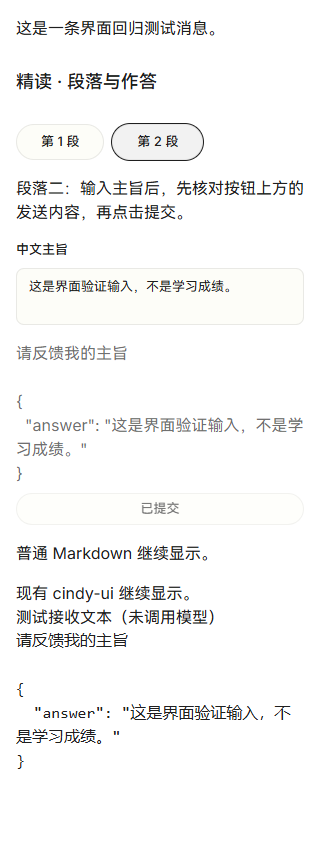 这是一条界面回归测试消息。
精读 · 段落与作答
第 1 段
第 2 段
段落二：输入主旨后，先核对按钮上方的
发送内容，再点击提交。
中文主旨
这是界面验证输入，不是学习成绩。
请反馈我的主旨
{
"answer": "这是界面验证输入，不是学
习成绩。"
}
已提交
普通 Markdown 继续显示。
现有 cindy-ui 继续显示。
测试接收文本（未调用模型）
请反馈我的主旨
{
"answer": "这是界面验证输入，不
是学习成绩。"
}